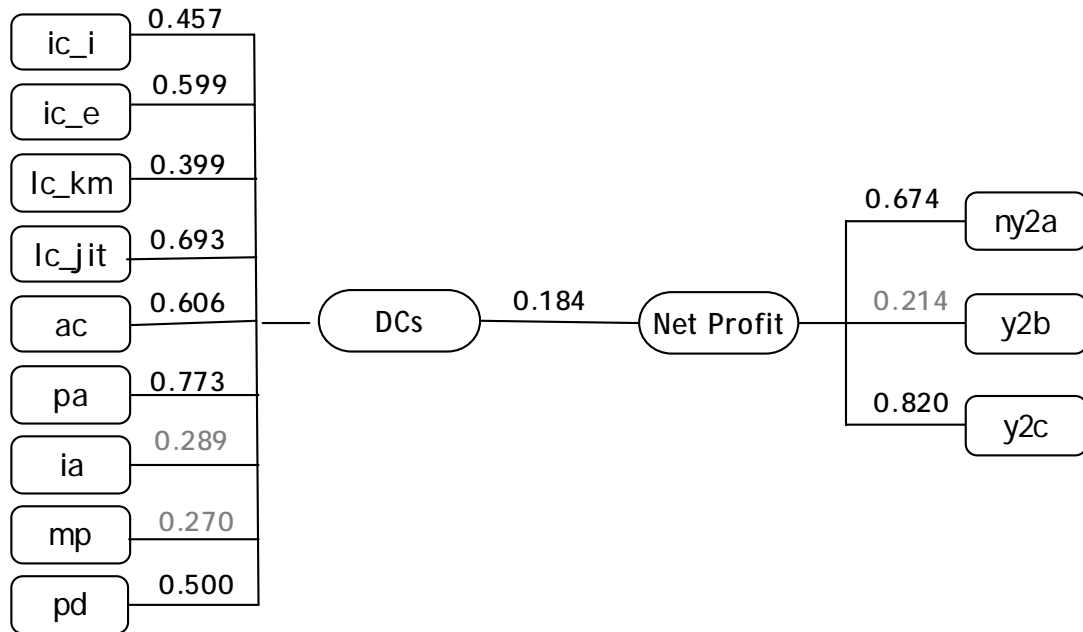 0.457
ic_i
0.599
ic_e
0.399
lc_km
0.693
lc_jit
0.606
ac
0.773
pa
0.289
ia
0.270
mp
0.500
pd
DCs
0.184
Net Profit
0.674
ny2a
0.214
y2b
0.820
y2c